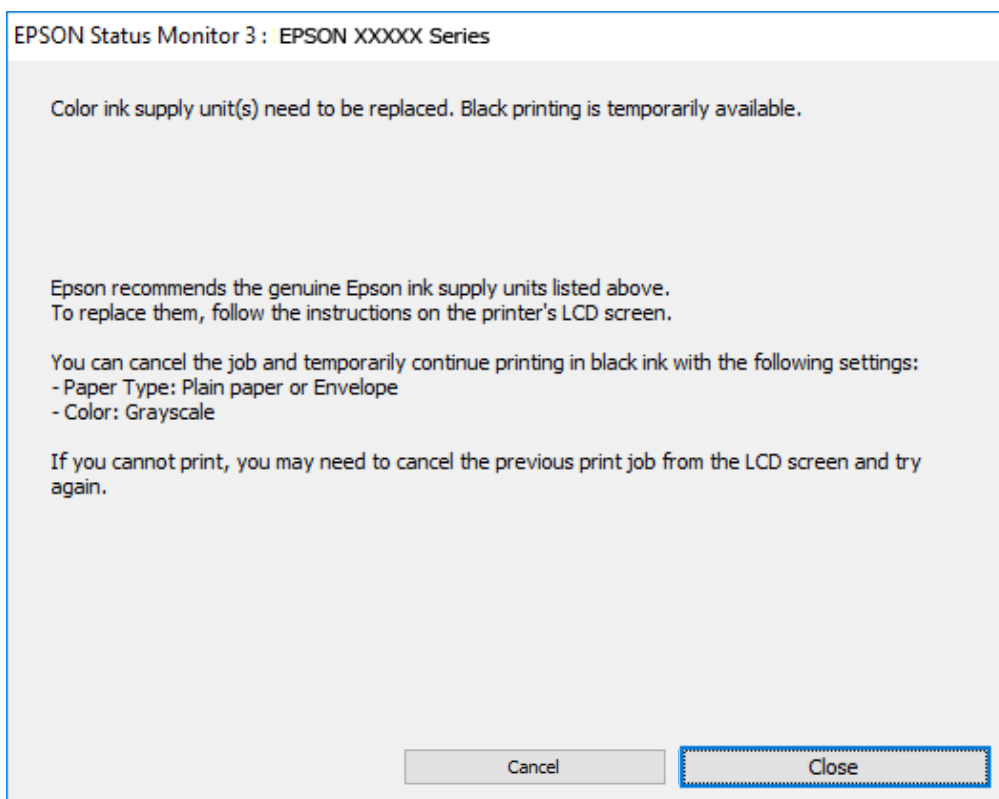 EPSON Status Monitor 3 : EPSON XXXXX Series
Color ink supply unit(s) need to be replaced. Black printing is temporarily available.
Epson recommends the genuine Epson ink supply units listed above.
To replace them, follow the instructions on the printer's LCD screen.
You can cancel the job and temporarily continue printing in black ink with the following settings:
- Paper Type: Plain paper or Envelope
- Color: Grayscale
If you cannot print, you may need to cancel the previous print job from the LCD screen and try
again.
Cancel
Close